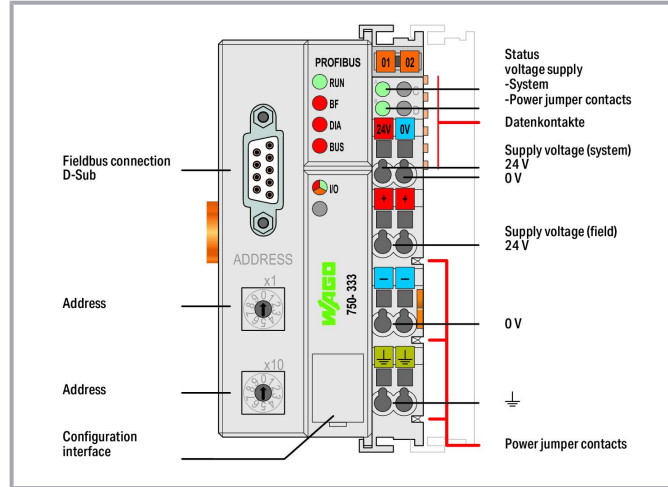 Fieldbus connection
D-Sub
Address
Address
Configuration
interface
PROFIBUS
RUN
BF
DIA
BUS
I/O
ADDRESS
x1
x10
WAGO
750-333
01 02
C
D
24V 0V
+ +
— —
Status
voltage supply
-System
-Power jumper contacts
Datenkontakte
Supply voltage (system)
24 V
0 V
Supply voltage (field)
24 V
0 V
Power jumper contacts